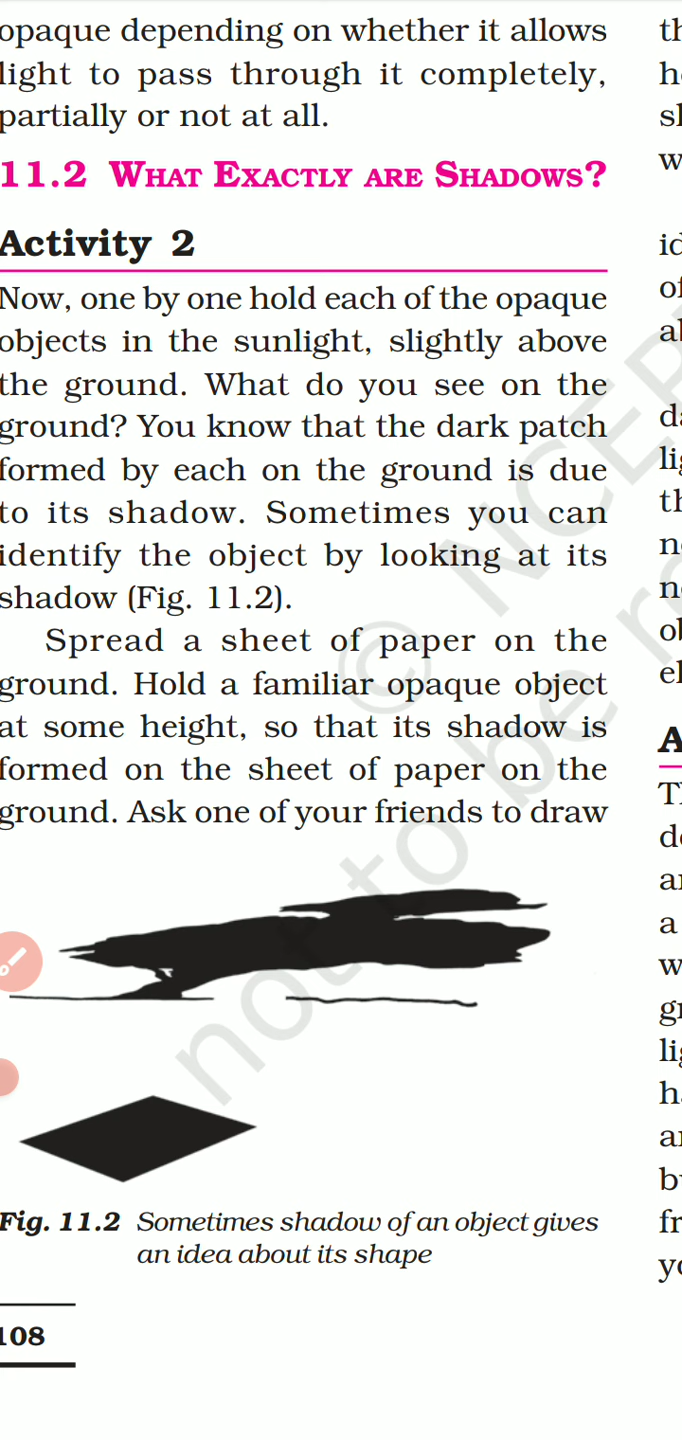 opaque depending on whether it allows
light to pass through it completely,
partially or not at all.
11.2 WHAT EXACTLY ARE SHADOWS?
Activity 2
Now, one by one hold each of the opaque
objects in the sunlight, slightly above
the ground. What do you see on the
ground? You know that the dark patch
formed by each on the ground is due
to its shadow. Sometimes you can
identify the object by looking at its
shadow (Fig. 11.2).
Spread a sheet of paper on the
ground. Hold a familiar opaque object
at some height, so that its shadow is
formed on the sheet of paper on the
ground. Ask one of your friends to draw
Fig. 11.2 Sometimes shadow of an object gives
an idea about its shape
108
© NCER
not to be re